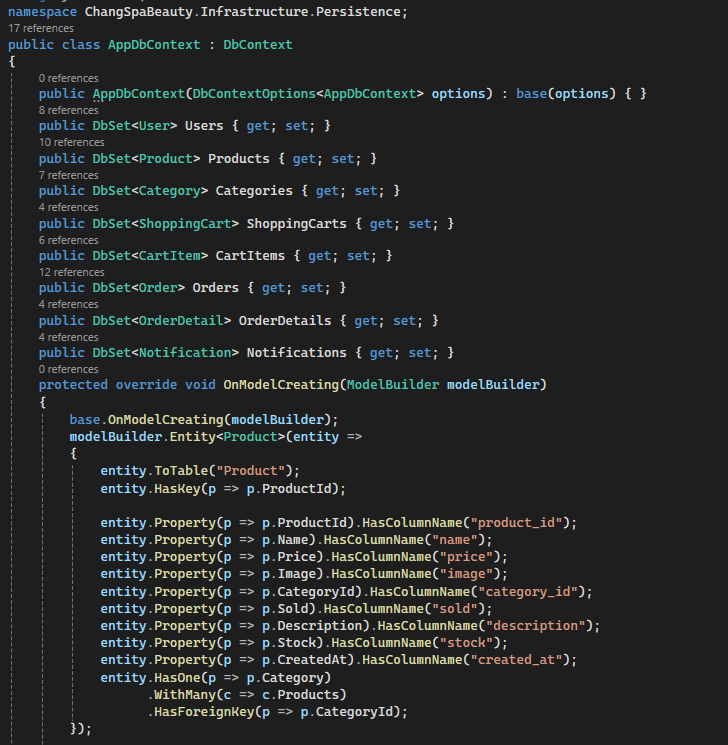 namespace ChangSpaBeauty.Infrastructure.Persistence;
17 references
public class AppDbContext : DbContext
{
0 references
public AppDbContext(DbContextOptions<AppDbContext> options) : base(options) { }
8 references
public DbSet<User> Users { get; set; }
10 references
public DbSet<Product> Products { get; set; }
7 references
public DbSet<Category> Categories { get; set; }
4 references
public DbSet<ShoppingCart> ShoppingCarts { get; set; }
6 references
public DbSet<CartItem> CartItems { get; set; }
12 references
public DbSet<Order> Orders { get; set; }
4 references
public DbSet<OrderDetail> OrderDetails { get; set; }
4 references
public DbSet<Notification> Notifications { get; set; }
0 references
protected override void OnModelCreating(ModelBuilder modelBuilder)
{
base.OnModelCreating(modelBuilder);
modelBuilder.Entity<Product>(entity =>
{
entity.ToTable("Product");
entity.HasKey(p => p.ProductId);
entity.Property(p => p.ProductId).HasColumnName("product_id");
entity.Property(p => p.Name).HasColumnName("name");
entity.Property(p => p.Price).HasColumnName("price");
entity.Property(p => p.Image).HasColumnName("image");
entity.Property(p => p.CategoryId).HasColumnName("category_id");
entity.Property(p => p.Sold).HasColumnName("sold");
entity.Property(p => p.Description).HasColumnName("description");
entity.Property(p => p.Stock).HasColumnName("stock");
entity.Property(p => p.CreatedAt).HasColumnName("created_at");
entity.HasOne(p => p.Category)
.WithMany(c => c.Products)
.HasForeignKey(p => p.CategoryId);
});